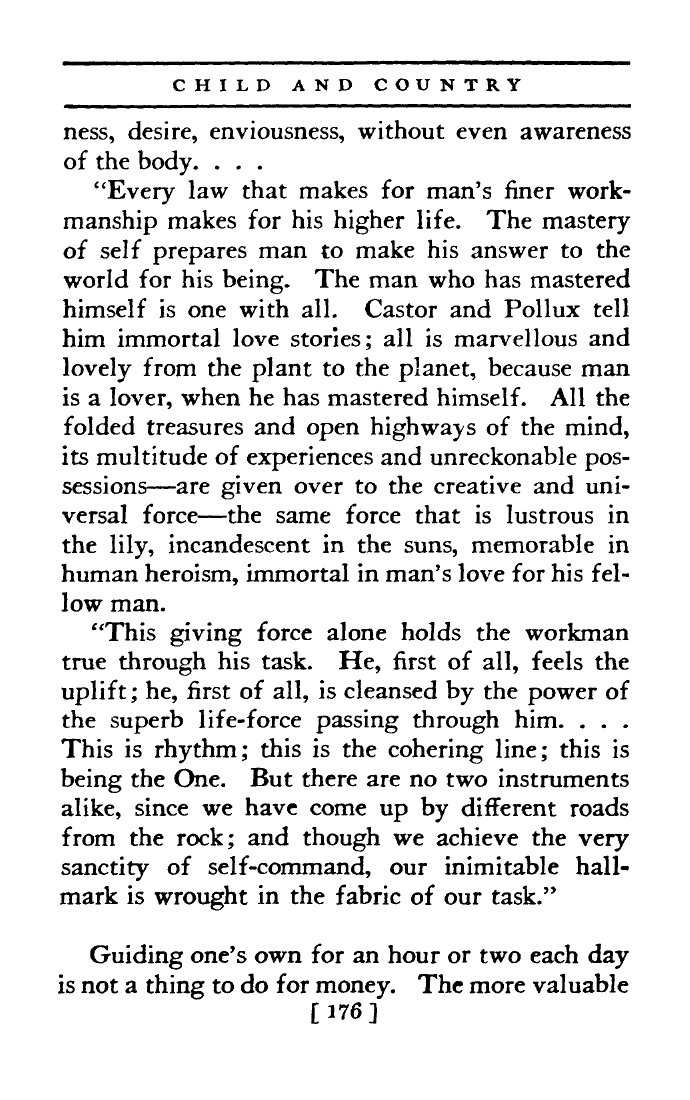 CHILD AND COUNTRY
ness, desire, enviousness, without even awareness
of the body. . . .
“Every law that makes for man’s finer work-
manship makes for his higher life. The mastery
of self prepares man to make his answer to the
world for his being. The man who has mastered
himself is one with all. Castor and Pollux tell
him immortal love stories; all is marvellous and
lovely from the plant to the planet, because man
is a lover, when he has mastered himself. All the
folded treasures and open highways of the mind,
its multitude of experiences and unreckonable pos-
sessions—are given over to the creative and uni-
versal force—the same force that is lustrous in
the lily, incandescent in the suns, memorable in
human heroism, immortal in man’s love for his fel-
low man.
“This giving force alone holds the workman
true through his task. He, first of all, feels the
uplift; he, first of all, is cleansed by the power of
the superb life-force passing through him. . . .
This is rhythm; this is the cohering line; this is
being the One. But there are no two instruments
alike, since we have come up by different roads
from the rock; and though we achieve the very
sanctity of self-command, our inimitable hall-
mark is wrought in the fabric of our task.”
Guiding one’s own for an hour or two each day
is not a thing to do for money. The more valuable
[ 176 ]